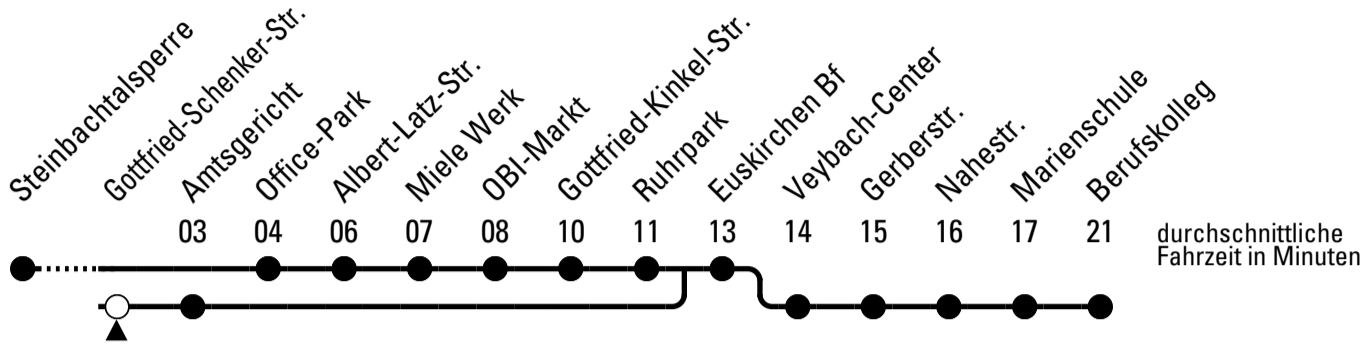 Steinbachtalsperre
Gottfried-Schenker-Str.
Amtsgericht
Office-Park
Albert-Latz-Str.
Miele Werk
OBI-Markt
Gottfried-Kinkel-Str.
Ruhrpark
Euskirchen Bf
Veybach-Center
Gerberstr.
Nahestr.
Marienschule
Berufskolleg
03 04 06 07 08 10 11 13 14 15 16 17 21
durchschnittliche
Fahrzeit in Minuten